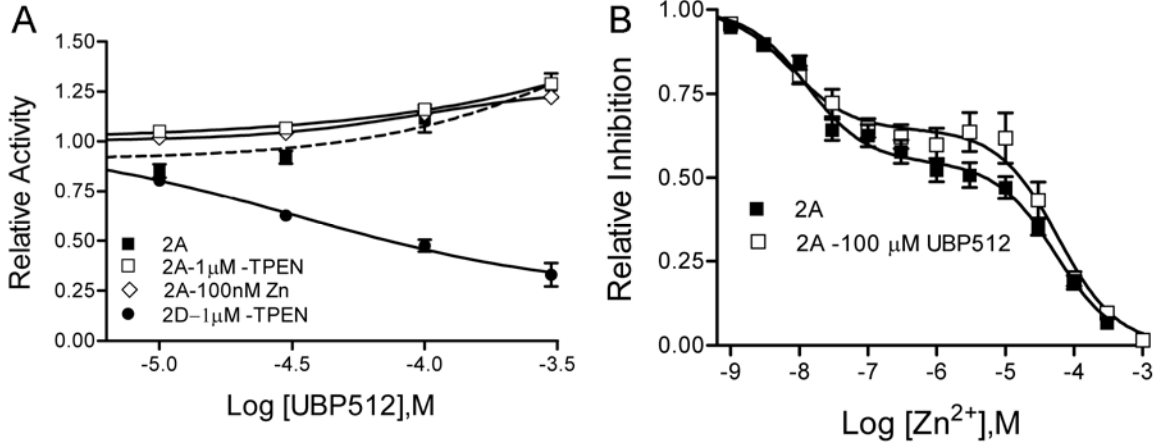 A
1.50
1.25
1.00
0.75
0.50
0.25
0.00
Relative Activity
2A
2A-1μM -TPEN
2A-100nM Zn
2D–1μM -TPEN
-5.0
-4.5
-4.0
-3.5
Log [UBP512],M
B
1.00
0.75
0.50
0.25
0.00
Relative Inhibition
2A
2A -100 μM UBP512
-9
-8
-7
-6
-5
-4
-3
Log [Zn²⁺],M